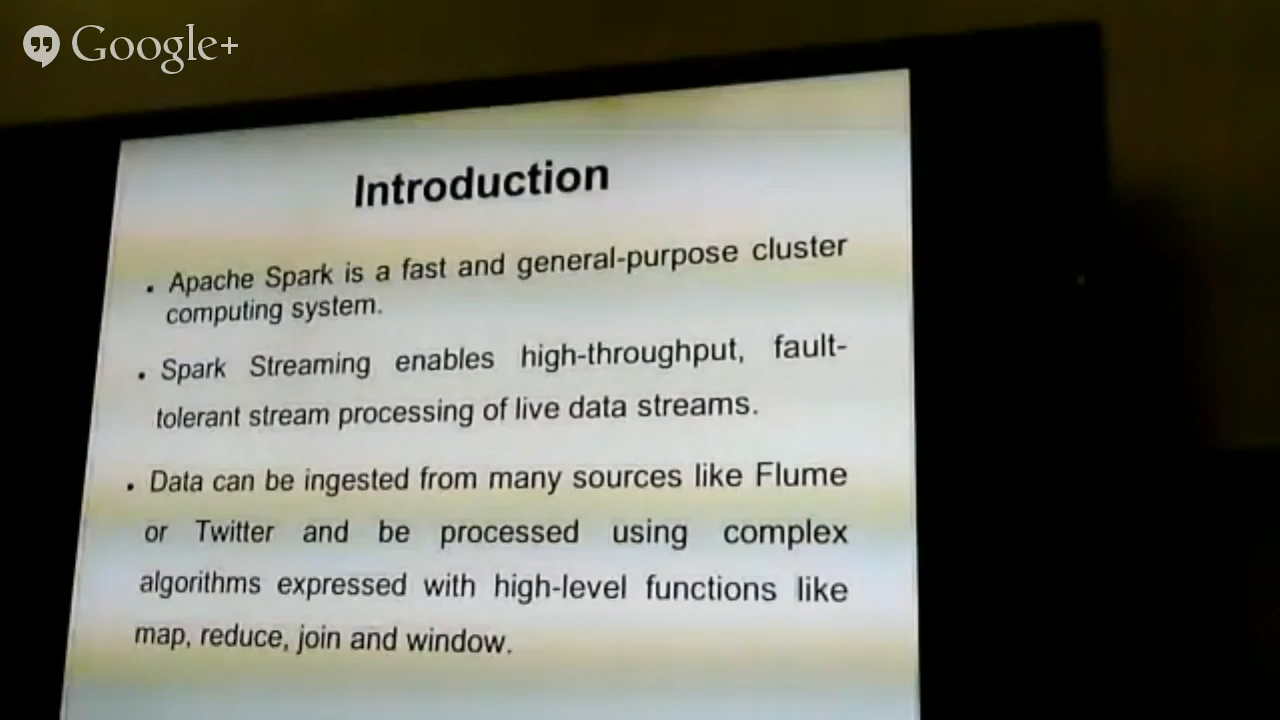 Google+
Introduction
• Apache Spark is a fast and general-purpose cluster
computing system.
• Spark Streaming enables high-throughput, fault-
tolerant stream processing of live data streams.
• Data can be ingested from many sources like Flume
or Twitter and be processed using complex
algorithms expressed with high-level functions like
map, reduce, join and window.